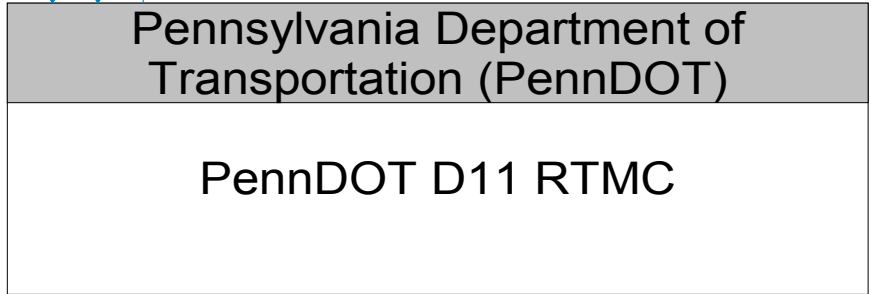 Pennsylvania Department of
Transportation (PennDOT)
PennDOT D11 RTMC